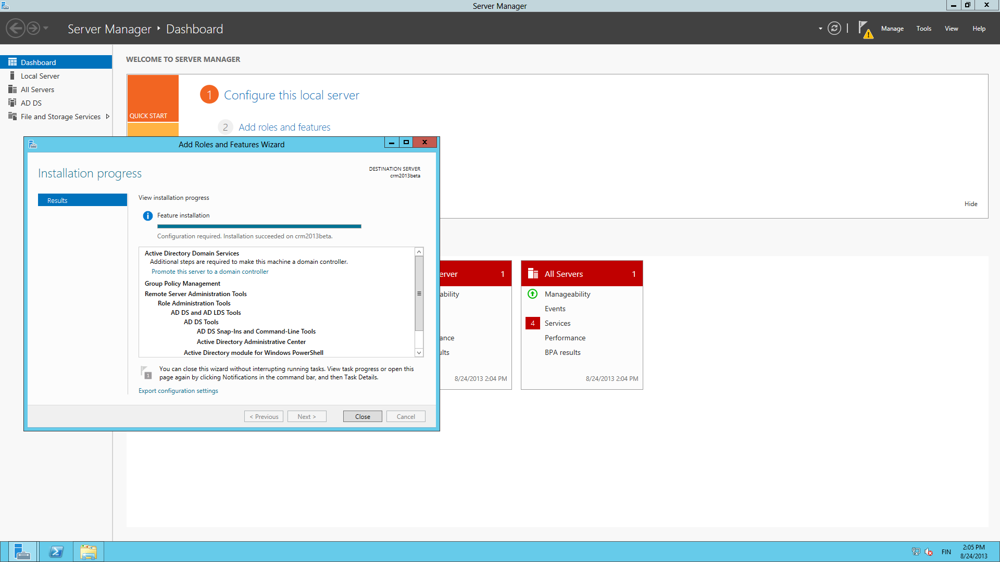 Server Manager
Server Manager ‣ Dashboard
Manage
Tools
View
Help
Dashboard
Local Server
All Servers
AD DS
File and Storage Services
WELCOME TO SERVER MANAGER
QUICK START
1 Configure this local server
2 Add roles and features
Hide
Add Roles and Features Wizard
Installation progress
DESTINATION SERVER
crm2013beta
Results
View installation progress
Feature installation
Configuration required. Installation succeeded on crm2013beta.
Active Directory Domain Services
Additional steps are required to make this machine a domain controller.
Promote this server to a domain controller
Group Policy Management
Remote Server Administration Tools
Role Administration Tools
AD DS and AD LDS Tools
AD DS Tools
AD DS Snap-Ins and Command-Line Tools
Active Directory Administrative Center
Active Directory module for Windows PowerShell
1
You can close this wizard without interrupting running tasks. View task progress or open this
page again by clicking Notifications in the command bar, and then Task Details.
Export configuration settings
< Previous
Next >
Close
Cancel
erver 1
ability
ance
ults
8/24/2013 2:04 PM
All Servers 1
Manageability
Events
4 Services
Performance
BPA results
8/24/2013 2:04 PM
FIN
2:05 PM
8/24/2013